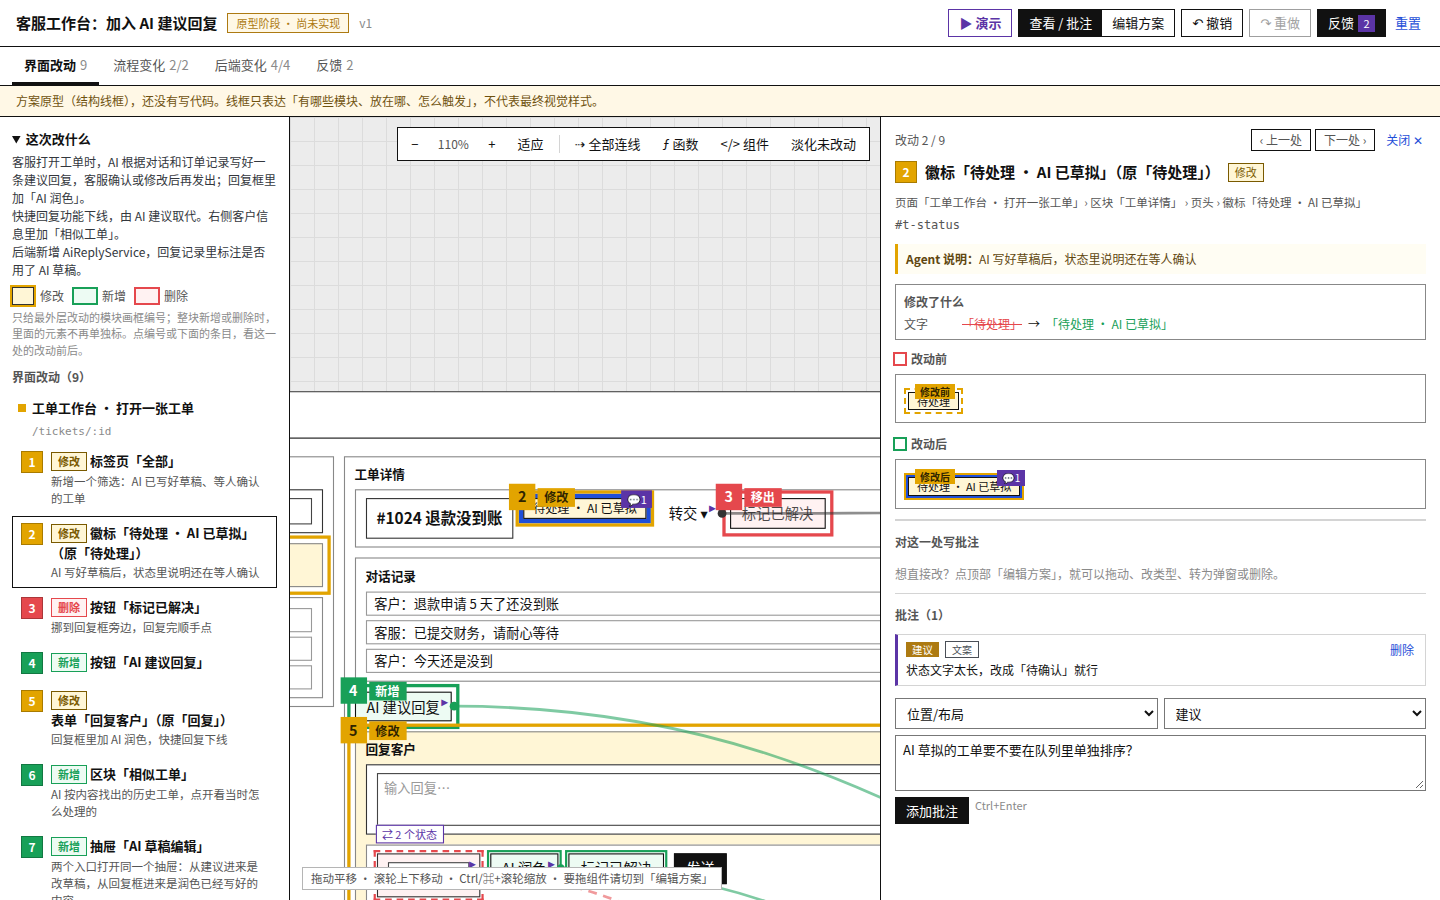 客服工作台：加入 AI 建议回复 原型阶段 · 尚未实现 v1
▶ 演示 查看 / 批注 编辑方案 ↶ 撤销 ↷ 重做 反馈 2 重置
界面改动 9 流程变化 2/2 后端变化 4/4 反馈 2
方案原型（结构线框），还没有写代码。线框只表达「有哪些模块、放在哪、怎么触发」，不代表最终视觉样式。
▼ 这次改什么
客服打开工单时，AI 根据对话和订单记录写好一
条建议回复，客服确认或修改后再发出；回复框里
加「AI 润色」。
快捷回复功能下线，由 AI 建议取代。右侧客户信
息里加「相似工单」。
后端新增 AiReplyService，回复记录里标注是否
用了 AI 草稿。
修改 新增 删除
只给最外层改动的模块画框编号；整块新增或删除时，
里面的元素不再单独标。点编号或下面的条目，看这一
处的改动前后。
界面改动（9）
工单工作台 · 打开一张工单
/tickets/:id
1 修改 标签页「全部」
新增一个筛选：AI 已写好草稿、等人确认
的工单
2 修改 徽标「待处理 · AI 已草拟」
（原「待处理」）
AI 写好草稿后，状态里说明还在等人确认
3 删除 按钮「标记已解决」
挪到回复框旁边，回复完顺手点
4 新增 按钮「AI 建议回复」
5 修改
表单「回复客户」（原「回复」）
回复框里加 AI 润色，快捷回复下线
6 新增 区块「相似工单」
AI 按内容找出的历史工单，点开看当时怎
么处理的
7 新增 抽屉「AI 草稿编辑」
两个入口打开同一个抽屉：从建议进来是
改草稿，从回复框进来是润色已经写好的
− 110% + 适应 ⇢ 全部连线 ƒ 函数 </> 组件 淡化未改动
工单详情
#1024 退款没到账
2 修改 💬1
待处理 · AI 已草拟
转交 ▾
3 移出
标记已解决
对话记录
客户：退款申请 5 天了还没到账
客服：已提交财务，请耐心等待
客户：今天还是没到
4 新增
AI 建议回复
5 修改
回复客户
输入回复…
⇄ 2 个状态
AI 润色 标记已解决 发送
拖动平移 · 滚轮上下移动 · Ctrl/⌘+滚轮缩放 · 要拖组件请切到「编辑方案」
改动 2 / 9 ‹ 上一处 下一处 › 关闭 ✕
2 徽标「待处理 · AI 已草拟」（原「待处理」） 修改
页面「工单工作台 · 打开一张工单」 › 区块「工单详情」 › 页头 › 徽标「待处理 · AI 已草拟」
#t-status
Agent 说明：AI 写好草稿后，状态里说明还在等人确认
修改了什么
文字 「待处理」 → 「待处理 · AI 已草拟」
改动前
修改前
待处理
改动后
修改后 💬1
待处理 · AI 已草拟
对这一处写批注
想直接改？点顶部「编辑方案」，就可以拖动、改类型、转为弹窗或删除。
批注（1）
建议 文案 删除
状态文字太长，改成「待确认」就行
位置/布局 建议
AI 草拟的工单要不要在队列里单独排序？
添加批注 Ctrl+Enter